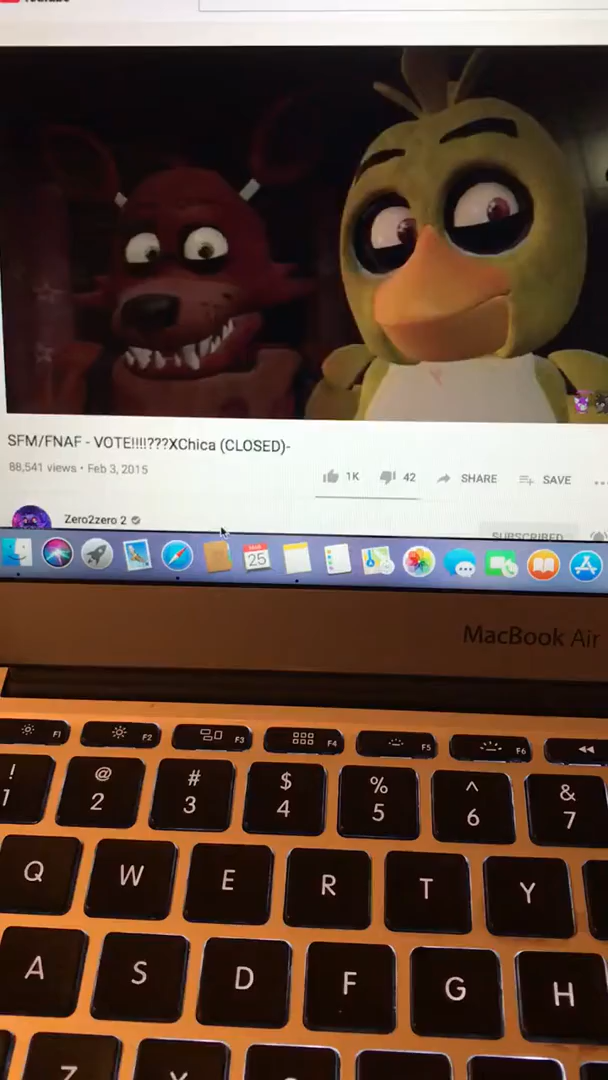 SFM/FNAF - VOTE!!!!???XChica (CLOSED)-
88,541 views • Feb 3, 2015
1K 42 SHARE SAVE
Zero2zero 2
SUBSCRIBED
25
MacBook Air
F1 F2 F3 F4 F5 F6
! @ # $ % ^ &
1 2 3 4 5 6 7
Q W E R T Y
A S D F G H
Z